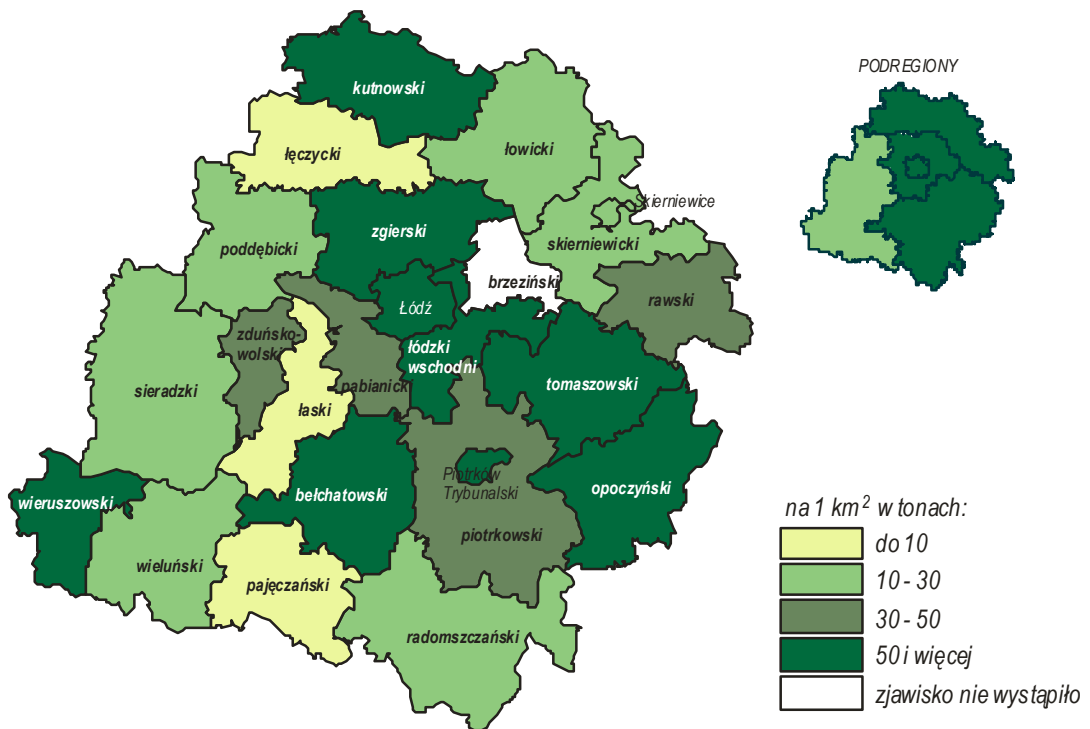 PODREGIONY
kutnowski
łęczycki
łowicki
Skierniewice
zgierski
skierniewicki
poddębicki
brzeziński
rawski
Łódź
zduńsko-
wolski
łódzki
wschodni
sieradzki
pabianicki
tomaszowski
łaski
Piotrków
Trybunalski
opoczyński
wieruszowski
bełchatowski
piotrkowski
wieluński
pajęczański
radomszczański
na 1 km² w tonach:
do 10
10 - 30
30 - 50
50 i więcej
zjawisko nie wystąpiło